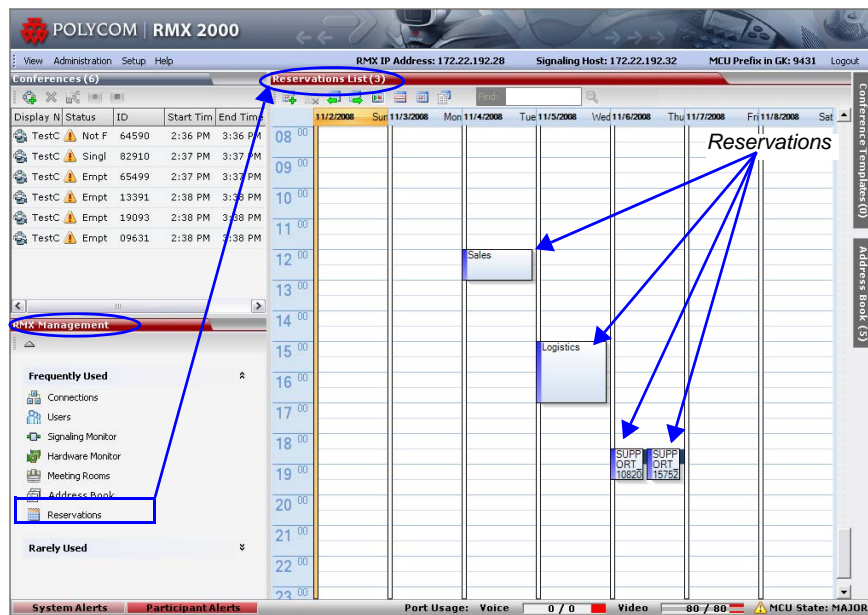 POLYCOM | RMX 2000
View Administration Setup Help RMX IP Address: 172.22.192.28 Signaling Host: 172.22.192.32 MCU Prefix in GK: 9431 Logout
Conferences (6)
Display N Status ID Start Tim End Time
TestC Not F 64590 2:36 PM 3:36 PM
TestC Singl 82910 2:37 PM 3:37 PM
TestC Empt 65499 2:37 PM 3:37 PM
TestC Empt 13391 2:38 PM 3:38 PM
TestC Empt 19093 2:38 PM 3:38 PM
TestC Empt 09631 2:38 PM 3:38 PM
RMX Management
Frequently Used
Connections
Users
Signaling Monitor
Hardware Monitor
Meeting Rooms
Address Book
Reservations
Rarely Used
Reservations List (3)
Find:
11/2/2008 Sun 11/3/2008 Mon 11/4/2008 Tue 11/5/2008 Wed 11/6/2008 Thu 11/7/2008 Fri 11/8/2008 Sat
Reservations
08 00
09 00
10 00
11 00
12 00
Sales
13 00
14 00
15 00
Logistics
16 00
17 00
18 00
SUPP
ORT
10820
SUPP
ORT
15752
19 00
20 00
21 00
22 00
23 00
Conference Templates (0)
Address Book (5)
System Alerts Participant Alerts Port Usage: Voice 0 / 0 Video 80 / 80 MCU State: MAJOR